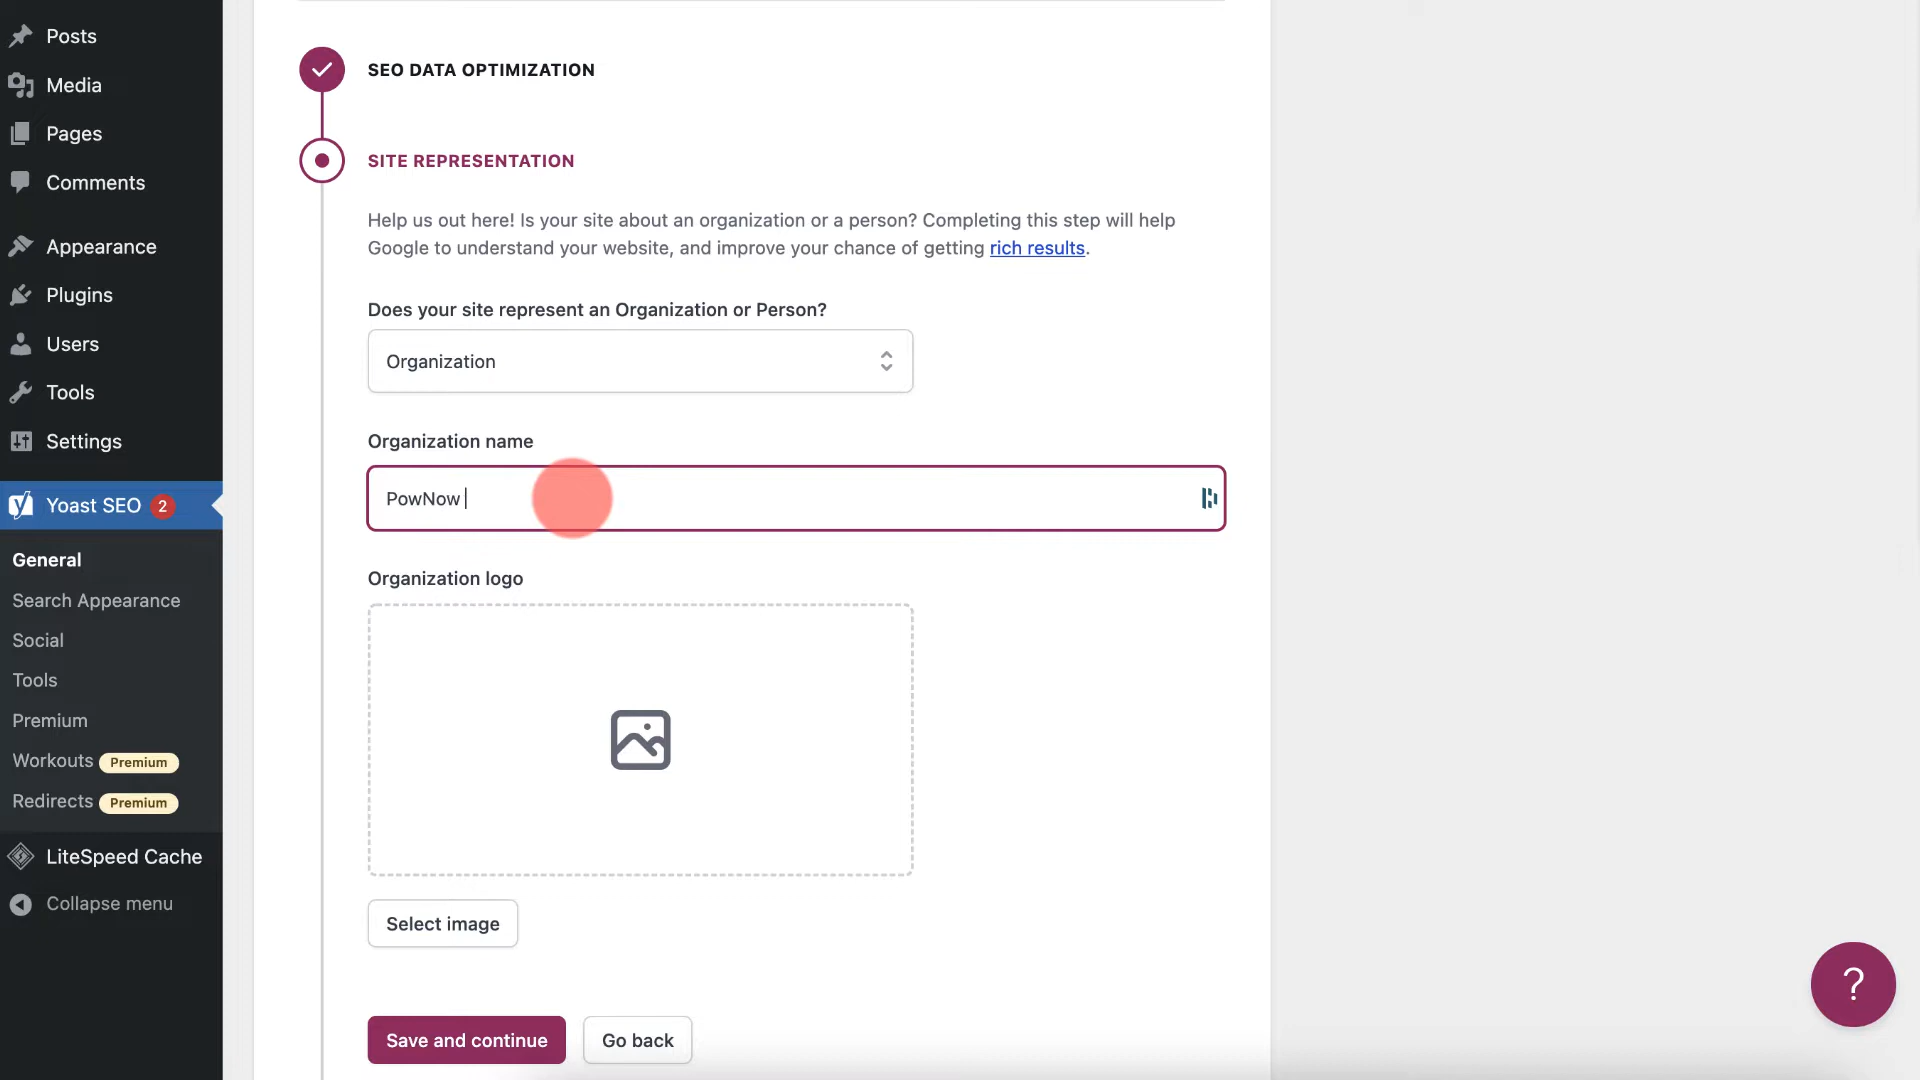 Posts
Media
Pages
Comments
Appearance
Plugins
Users
Tools
Settings
Yoast SEO 2
General
Search Appearance
Social
Tools
Premium
Workouts Premium
Redirects Premium
LiteSpeed Cache
Collapse menu
SEO DATA OPTIMIZATION
SITE REPRESENTATION
Help us out here! Is your site about an organization or a person? Completing this step will help
Google to understand your website, and improve your chance of getting rich results.
Does your site represent an Organization or Person?
Organization
Organization name
PowNow
Organization logo
Select image
Save and continue
Go back
?